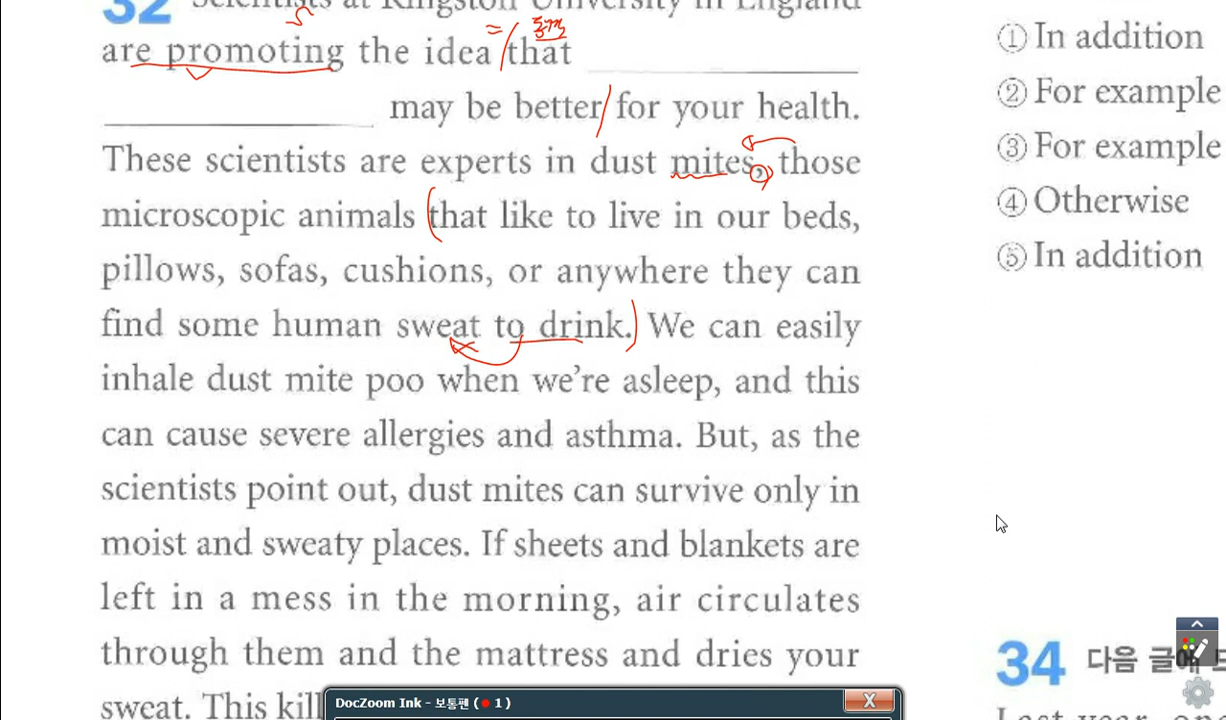 32 Scientists at Kingston University in England
are promoting the idea that
동격
may be better for your health.
These scientists are experts in dust mites, those
microscopic animals that like to live in our beds,
pillows, sofas, cushions, or anywhere they can
find some human sweat to drink. We can easily
inhale dust mite poo when we're asleep, and this
can cause severe allergies and asthma. But, as the
scientists point out, dust mites can survive only in
moist and sweaty places. If sheets and blankets are
left in a mess in the morning, air circulates
through them and the mattress and dries your
sweat. This kill
① In addition
② For example
③ For example
④ Otherwise
⑤ In addition
34 다음 글에
Last year,
DocZoom Ink - 보통펜 ( 1 ) X